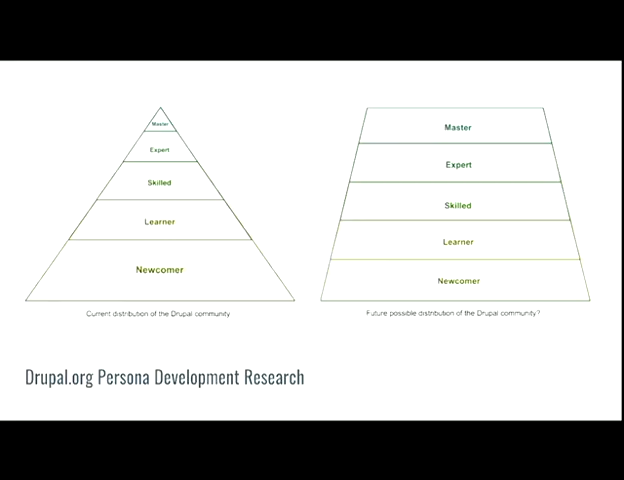 Master
Expert
Skilled
Learner
Newcomer
Current distribution of the Drupal community
Master
Expert
Skilled
Learner
Newcomer
Future possible distribution of the Drupal community?
Drupal.org Persona Development Research